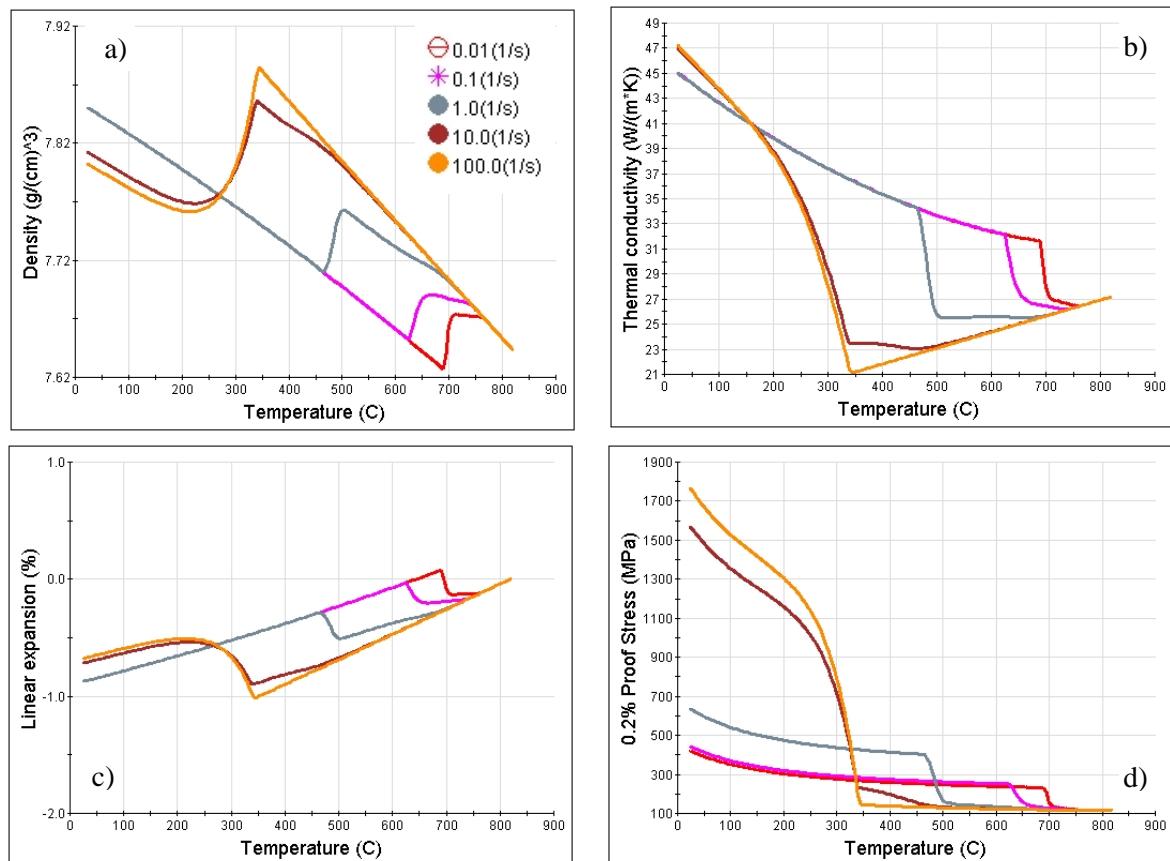 a)
0.01(1/s)
0.1(1/s)
1.0(1/s)
10.0(1/s)
100.0(1/s)
7.92
7.82
7.72
7.62
Density (g/(cm)^3)
0 100 200 300 400 500 600 700 800 900
Temperature (C)
b)
49
47
45
43
41
39
37
35
33
31
29
27
25
23
21
Thermal conductivity (W/(m*K)
0 100 200 300 400 500 600 700 800 900
Temperature (C)
1.0
0.0
-1.0
-2.0
Linear expansion (%)
c)
0 100 200 300 400 500 600 700 800 900
Temperature (C)
1900
1700
1500
1300
1100
900
700
500
300
100
0.2% Proof Stress (MPa)
d)
0 100 200 300 400 500 600 700 800 900
Temperature (C)